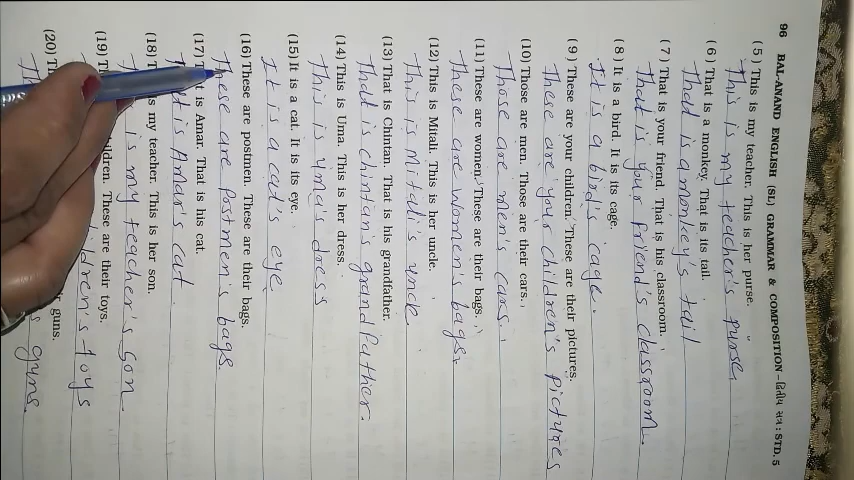 96 BAL-ANAND ENGLISH (SL) GRAMMAR & COMPOSITION – દ્વિતીય સત્ર : STD. 5
(5) This is my teacher. This is her purse.
This is my teacher's purse
(6) That is a monkey. That is its tail.
That is a monkey's tail
(7) That is your friend. That is his classroom.
That is your friend's classroom.
(8) It is a bird. It is its cage.
It is a bird's cage.
(9) These are your children. These are their pictures.
These are your children's Pictures
(10) Those are men. Those are their cars.
Those are men's cars.
(11) These are women. These are their bags.
These are women's bags.
(12) This is Mitali. This is her uncle.
This is Mitali's uncle
(13) That is Chintan. That is his grandfather.
That is chintan's grandfather.
(14) This is Uma. This is her dress.
This is Uma's dress
(15) It is a cat. It is its eye.
It is a cat's eye
(16) These are postmen. These are their bags.
These are postmen's bags.
(17) is Amar. That is his cat.
is Amar's cat.
(18) is my teacher. This is her son.
is my teacher's son.
(19) These are their toys.
toys
(20) guns.
guns.